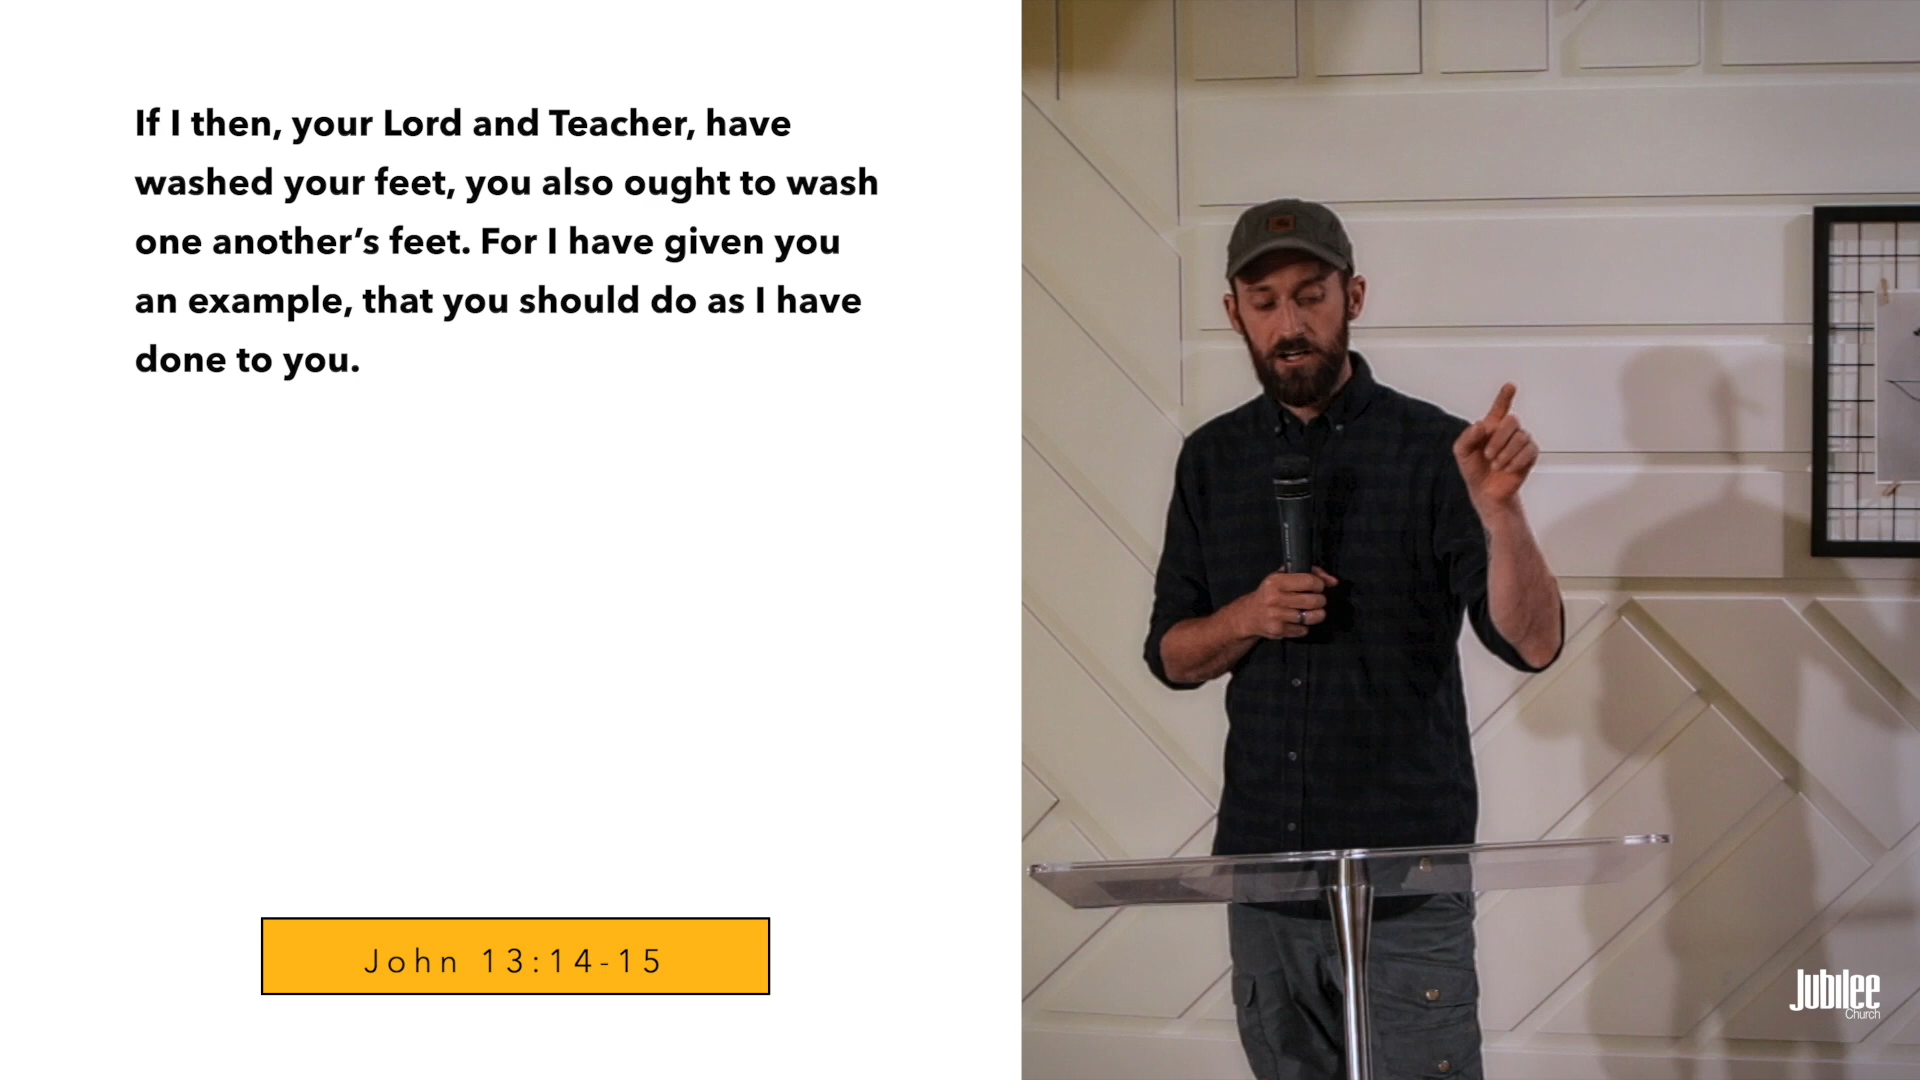 If I then, your Lord and Teacher, have
washed your feet, you also ought to wash
one another’s feet. For I have given you
an example, that you should do as I have
done to you.
John 13:14-15
Jubilee
Church